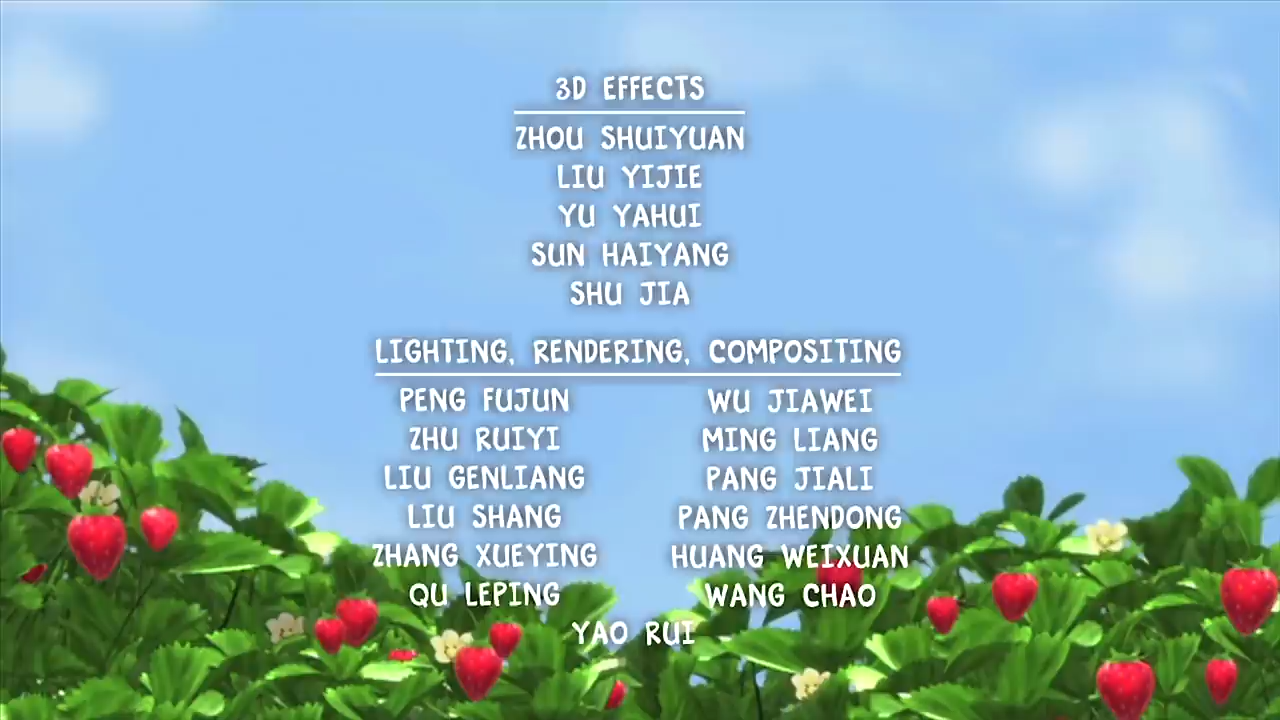 3D EFFECTS
ZHOU SHUIYUAN
LIU YIJIE
YU YAHUI
SUN HAIYANG
SHU JIA
LIGHTING, RENDERING, COMPOSITING
PENG FUJUN WU JIAWEI
ZHU RUIYI MING LIANG
LIU GENLIANG PANG JIALI
LIU SHANG PANG ZHENDONG
ZHANG XUEYING HUANG WEIXUAN
QU LEPING WANG CHAO
YAO RUI